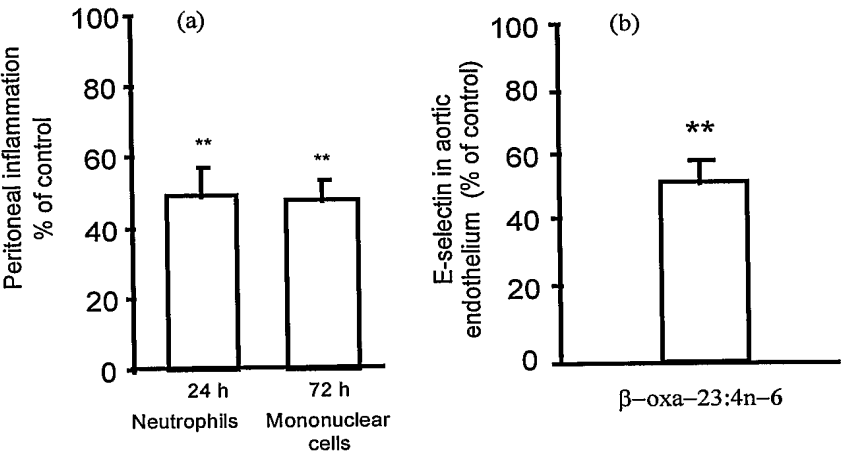 (a)
Peritoneal inflammation
% of control
100
80
60
40
20
0
**
**
24 h
72 h
Neutrophils
Mononuclear
cells
(b)
E-selectin in aortic
endothelium (% of control)
100
80
60
40
20
0
**
β–oxa–23:4n–6